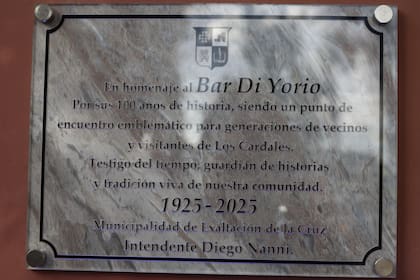 En homenaje al Bar Di Yorio
Por sus 100 años de historia, siendo un punto de
encuentro emblemático para generaciones de vecinos
y visitantes de Los Cardales.
Testigo del tiempo, guardián de historias
y tradición viva de nuestra comunidad.
1925-2025
Municipalidad de Exaltación de la Cruz
Intendente Diego Nanni.